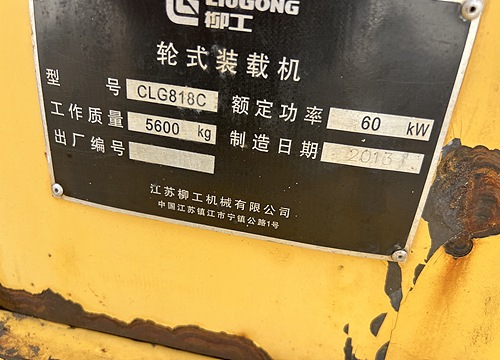 LIUGONG
柳工
轮式装载机
型号 CLG818C 额定功率 60 kW
工作质量 5600 kg 制造日期
出厂编号
江苏柳工机械有限公司
中国江苏镇江市宁镇公路1号